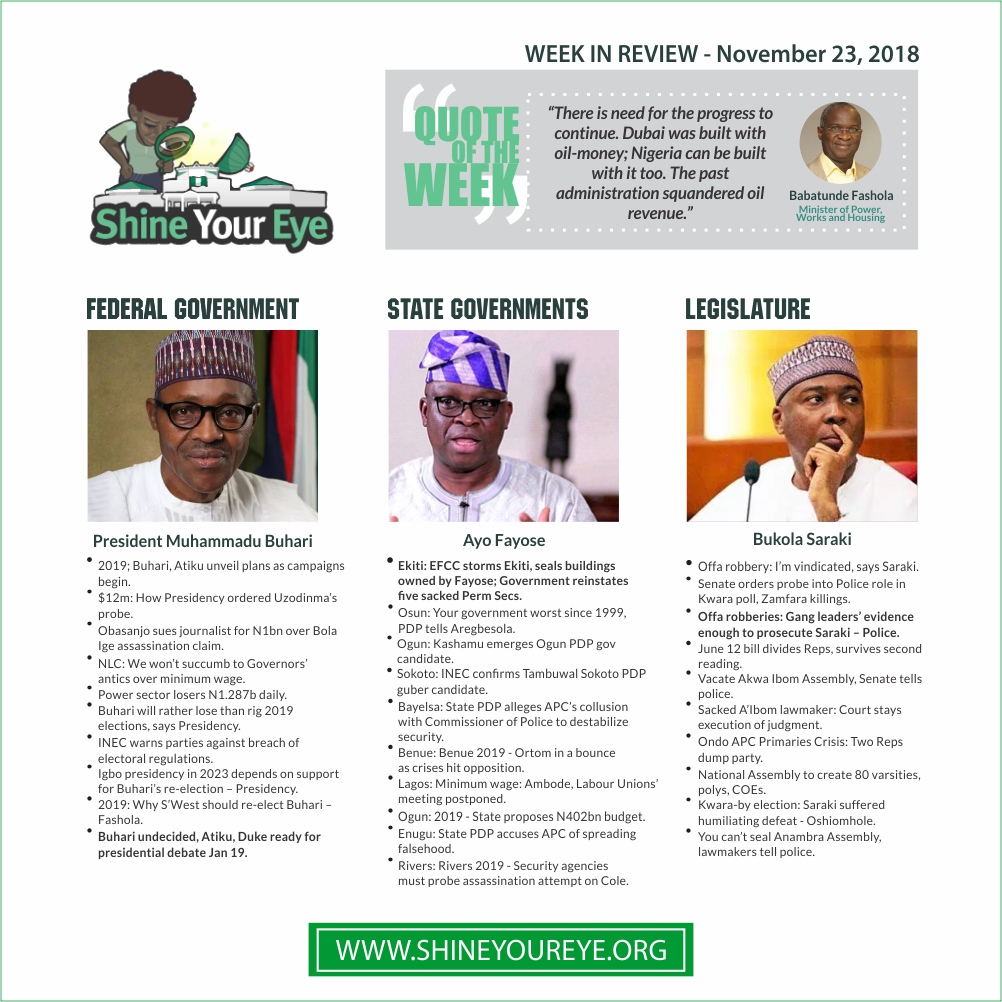 WEEK IN REVIEW - November 23, 2018
Shine Your Eye
QUOTE
OF THE
WEEK
“There is need for the progress to
continue. Dubai was built with
oil-money; Nigeria can be built
with it too. The past
administration squandered oil
revenue.”
Babatunde Fashola
Minister of Power,
Works and Housing
FEDERAL GOVERNMENT
President Muhammadu Buhari
• 2019; Buhari, Atiku unveil plans as campaigns
begin.
• $12m: How Presidency ordered Uzodinma’s
probe.
• Obasanjo sues journalist for N1bn over Bola
Ige assassination claim.
• NLC: We won’t succumb to Governors’
antics over minimum wage.
• Power sector losers N1.287b daily.
• Buhari will rather lose than rig 2019
elections, says Presidency.
• INEC warns parties against breach of
electoral regulations.
• Igbo presidency in 2023 depends on support
for Buhari’s re-election – Presidency.
• 2019: Why S’West should re-elect Buhari –
Fashola.
• Buhari undecided, Atiku, Duke ready for
presidential debate Jan 19.
STATE GOVERNMENTS
Ayo Fayose
• Ekiti: EFCC storms Ekiti, seals buildings
owned by Fayose; Government reinstates
five sacked Perm Secs.
• Osun: Your government worst since 1999,
PDP tells Aregbesola.
• Ogun: Kashamu emerges Ogun PDP gov
candidate.
• Sokoto: INEC confirms Tambuwal Sokoto PDP
guber candidate.
• Bayelsa: State PDP alleges APC’s collusion
with Commissioner of Police to destabilize
security.
• Benue: Benue 2019 - Ortom in a bounce
as crises hit opposition.
• Lagos: Minimum wage: Ambode, Labour Unions’
meeting postponed.
• Ogun: 2019 - State proposes N402bn budget.
• Enugu: State PDP accuses APC of spreading
falsehood.
• Rivers: Rivers 2019 - Security agencies
must probe assassination attempt on Cole.
LEGISLATURE
Bukola Saraki
• Offa robbery: I’m vindicated, says Saraki.
• Senate orders probe into Police role in
Kwara poll, Zamfara killings.
• Offa robberies: Gang leaders’ evidence
enough to prosecute Saraki – Police.
• June 12 bill divides Reps, survives second
reading.
• Vacate Akwa Ibom Assembly, Senate tells
police.
• Sacked A’Ibom lawmaker: Court stays
execution of judgment.
• Ondo APC Primaries Crisis: Two Reps
dump party.
• National Assembly to create 80 varsities,
polys, COEs.
• Kwara-by election: Saraki suffered
humiliating defeat - Oshiomhole.
• You can’t seal Anambra Assembly,
lawmakers tell police.
WWW.SHINEYOUREYE.ORG